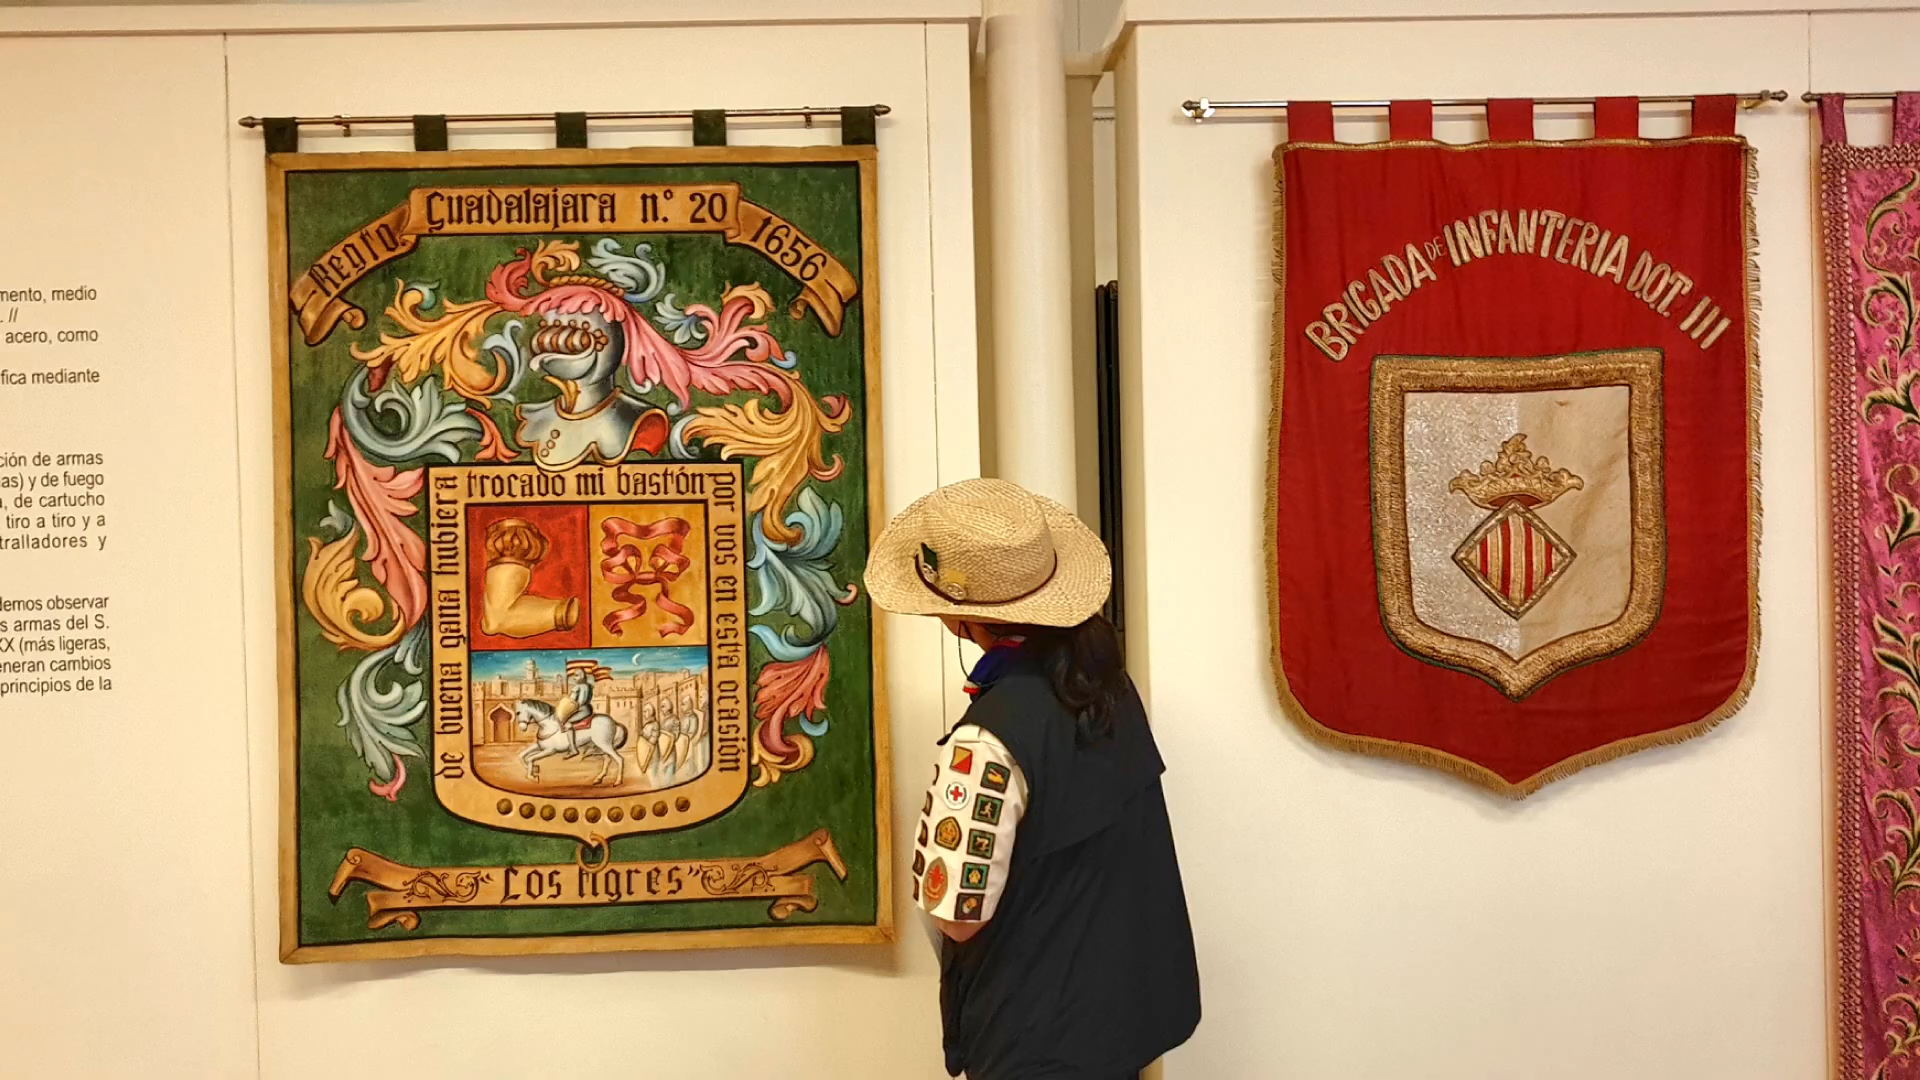 mento, medio
. //
acero, como
fica mediante
ción de armas
as) y de fuego
, de cartucho
tiro a tiro y a
tralladores y
demos observar
s armas del S.
XX (más ligeras,
eneran cambios
principios de la
Regto. Guadalajara n.º 20 1656
de buena gana hubiera trocado mi bastón por vos en esta ocasión
"Los tigres"
BRIGADA DE INFANTERIA DOT. III